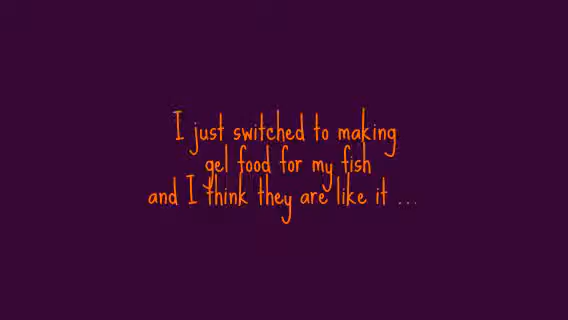 I just switched to making
gel food for my fish
and I think they are like it ...